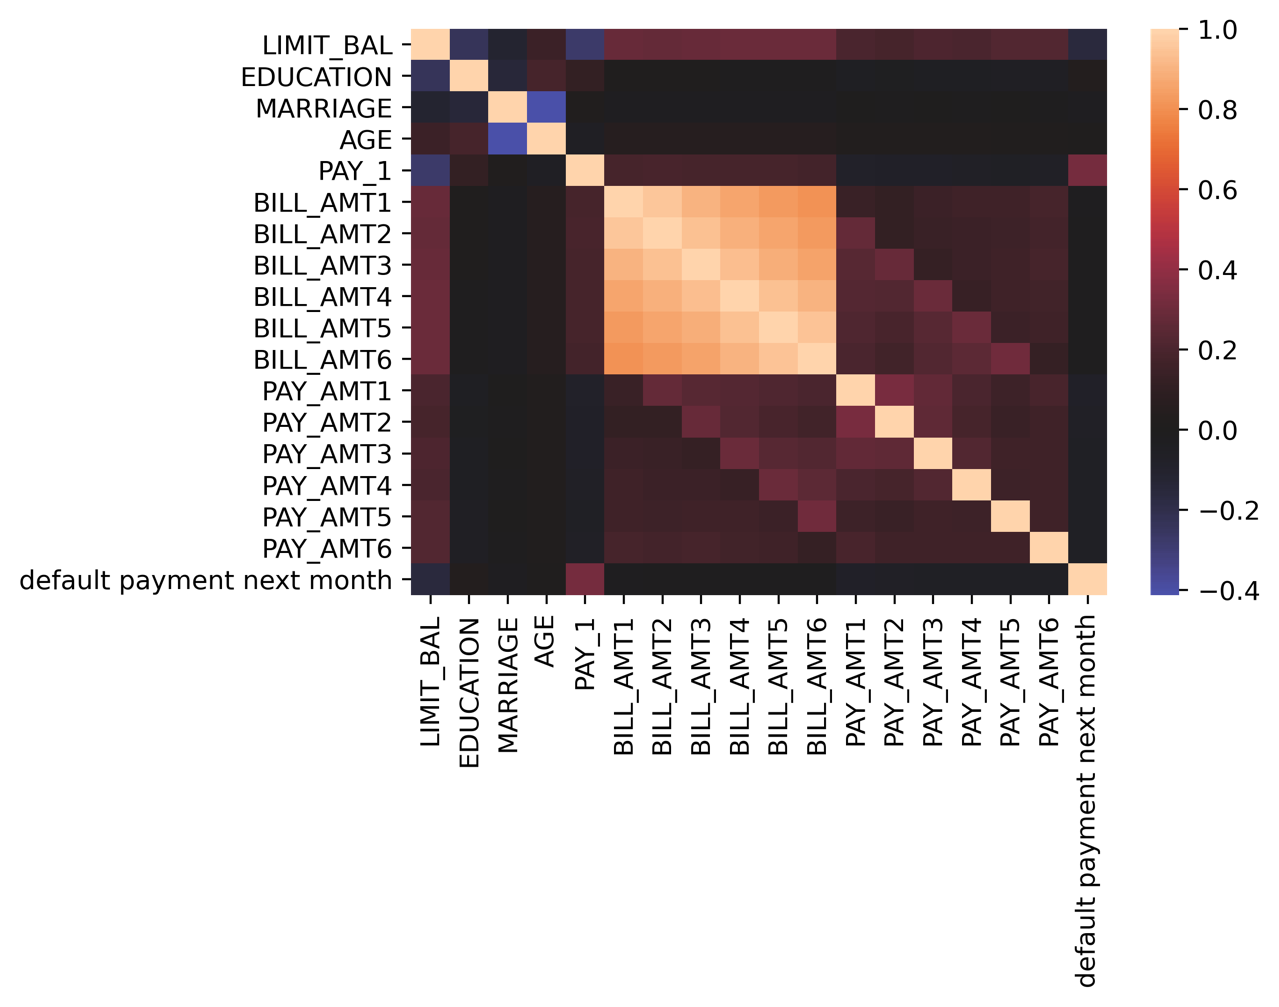 LIMIT_BAL
EDUCATION
MARRIAGE
AGE
PAY_1
BILL_AMT1
BILL_AMT2
BILL_AMT3
BILL_AMT4
BILL_AMT5
BILL_AMT6
PAY_AMT1
PAY_AMT2
PAY_AMT3
PAY_AMT4
PAY_AMT5
PAY_AMT6
default payment next month
LIMIT_BAL
EDUCATION
MARRIAGE
AGE
PAY_1
BILL_AMT1
BILL_AMT2
BILL_AMT3
BILL_AMT4
BILL_AMT5
BILL_AMT6
PAY_AMT1
PAY_AMT2
PAY_AMT3
PAY_AMT4
PAY_AMT5
PAY_AMT6
default payment next month
1.0
0.8
0.6
0.4
0.2
0.0
−0.2
−0.4